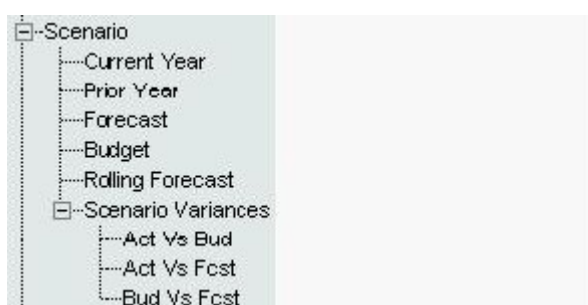 Scenario
Current Year
Prior Year
Forecast
Budget
Rolling Forecast
Scenario Variances
Act Vs Bud
Act Vs Fcst
Bud Vs Fcst